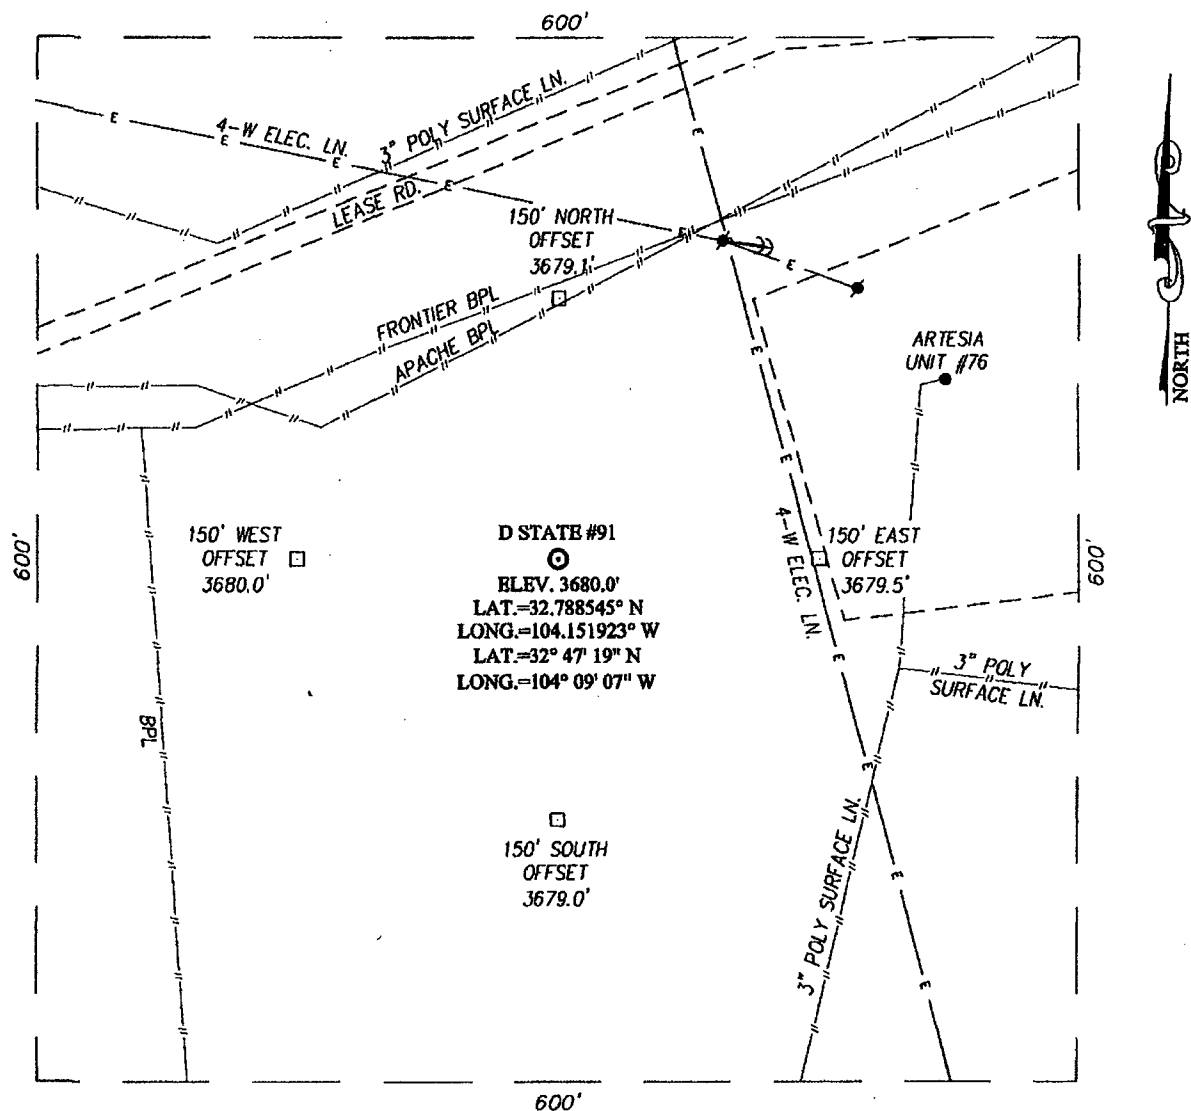 600'
4-W ELEC. LN.
3" POLY SURFACE LN.
LEASE RD.
150' NORTH
OFFSET
3679.1'
FRONTIER BPL
APACHE BPL
ARTESIA
UNIT #76
NORTH
600'
150' WEST
OFFSET
3680.0'
D STATE #91
ELEV. 3680.0'
LAT.=32.788545° N
LONG.=104.151923° W
LAT.=32° 47' 19" N
LONG.=104° 09' 07" W
4-W ELEC. LN.
150' EAST
OFFSET
3679.5'
600'
3" POLY
SURFACE LN.
BPL
150' SOUTH
OFFSET
3679.0'
3" POLY SURFACE LN.
600'